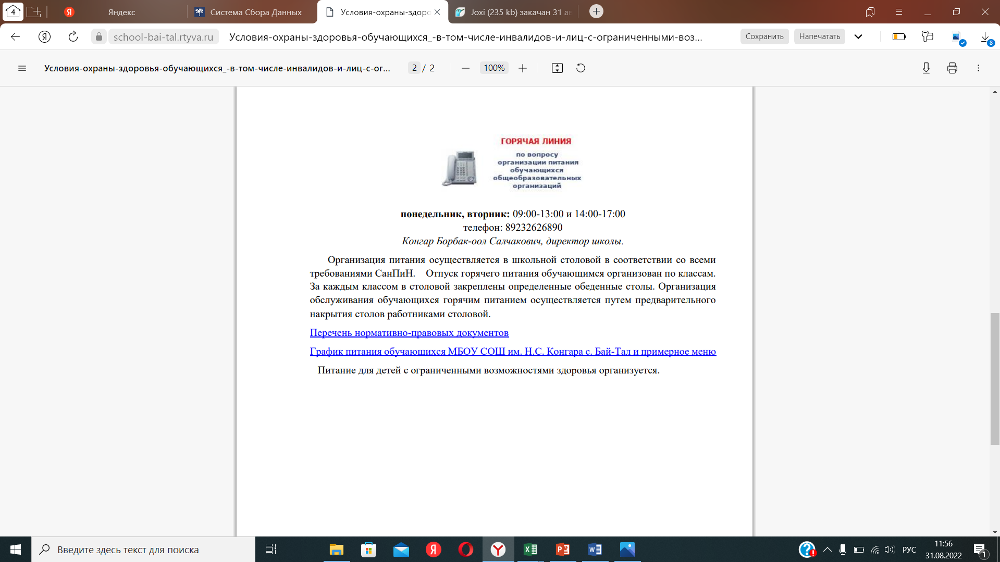 4
Я
Яндекс
Система Сбора Данных
Условия-охраны-здоро
Joxi (235 kb) закачан 31 ав
Я
school-bai-tal.rtyva.ru
Условия-охраны-здоровья-обучающихся_-в-том-числе-инвалидов-и-лиц-с-ограниченными-воз...
Сохранить
Напечатать
8
Условия-охраны-здоровья-обучающихся_-в-том-числе-инвалидов-и-лиц-с-ог...
2 / 2
100%
ГОРЯЧАЯ ЛИНИЯ
по вопросу
организации питания
обучающихся
общеобразовательных
организаций
понедельник, вторник: 09:00-13:00 и 14:00-17:00
телефон: 89232626890
Конгар Борбак-оол Салчакович, директор школы.
Организация питания осуществляется в школьной столовой в соответствии со всеми
требованиями СанПиН. Отпуск горячего питания обучающимся организован по классам.
За каждым классом в столовой закреплены определенные обеденные столы. Организация
обслуживания обучающихся горячим питанием осуществляется путем предварительного
накрытия столов работниками столовой.
Перечень нормативно-правовых документов
График питания обучающихся МБОУ СОШ им. Н.С. Конгара с. Бай-Тал и примерное меню
Питание для детей с ограниченными возможностями здоровья организуется.
Введите здесь текст для поиска
Я
РУС
11:56
31.08.2022
1